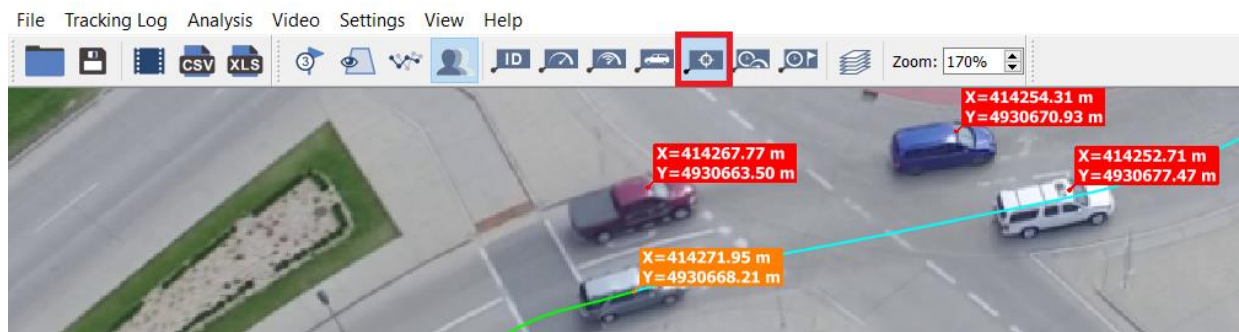 File Tracking Log Analysis Video Settings View Help
CSV XLS 3 ID Zoom: 170%
X=414254.31 m
Y=4930670.93 m
X=414267.77 m
Y=4930663.50 m
X=414252.71 m
Y=4930677.47 m
X=414271.95 m
Y=4930668.21 m